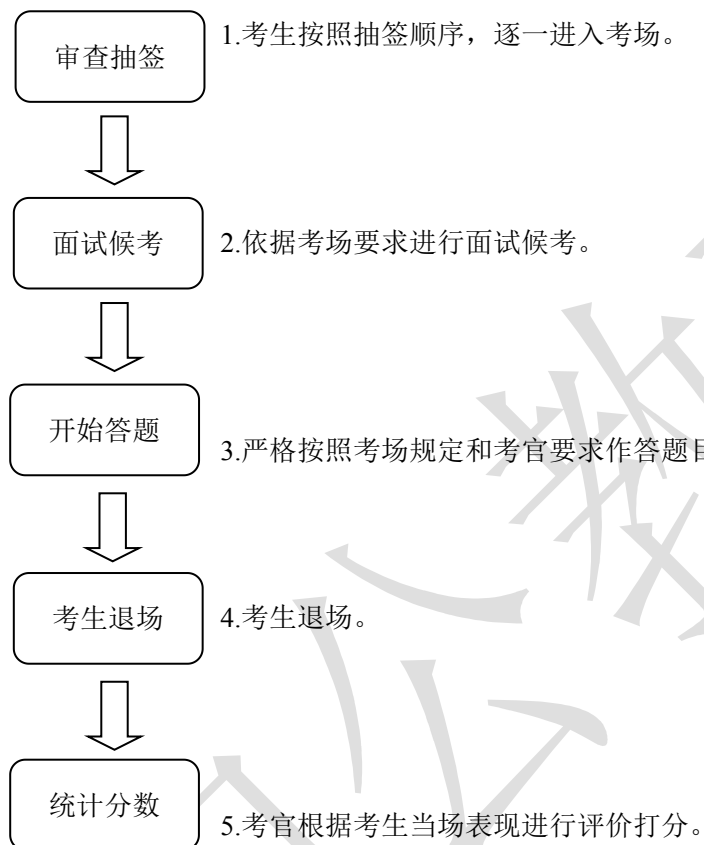 审查抽签
1.考生按照抽签顺序，逐一进入考场。
面试候考
2.依据考场要求进行面试候考。
开始答题
3.严格按照考场规定和考官要求作答题目
考生退场
4.考生退场。
统计分数
5.考官根据考生当场表现进行评价打分。